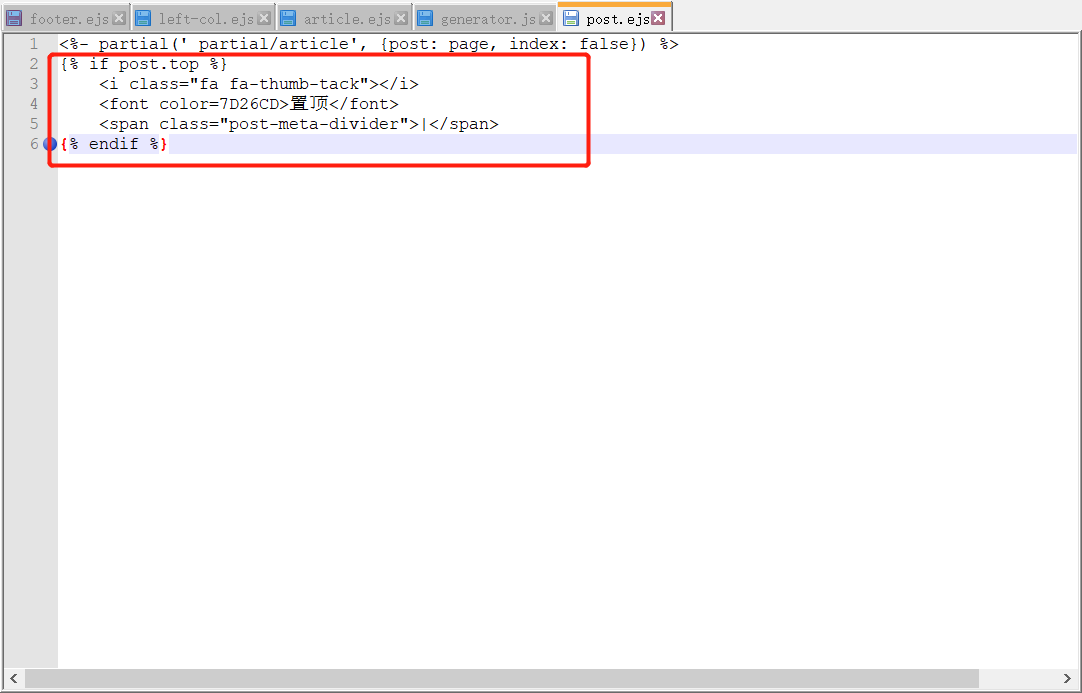 footer.ejs left-col.ejs article.ejs generator.js post.ejs
1 <%- partial('_partial/article', {post: page, index: false}) %>
2 {% if post.top %}
3 <i class="fa fa-thumb-tack"></i>
4 <font color=7D26CD>置顶</font>
5 <span class="post-meta-divider">|</span>
6 {% endif %}